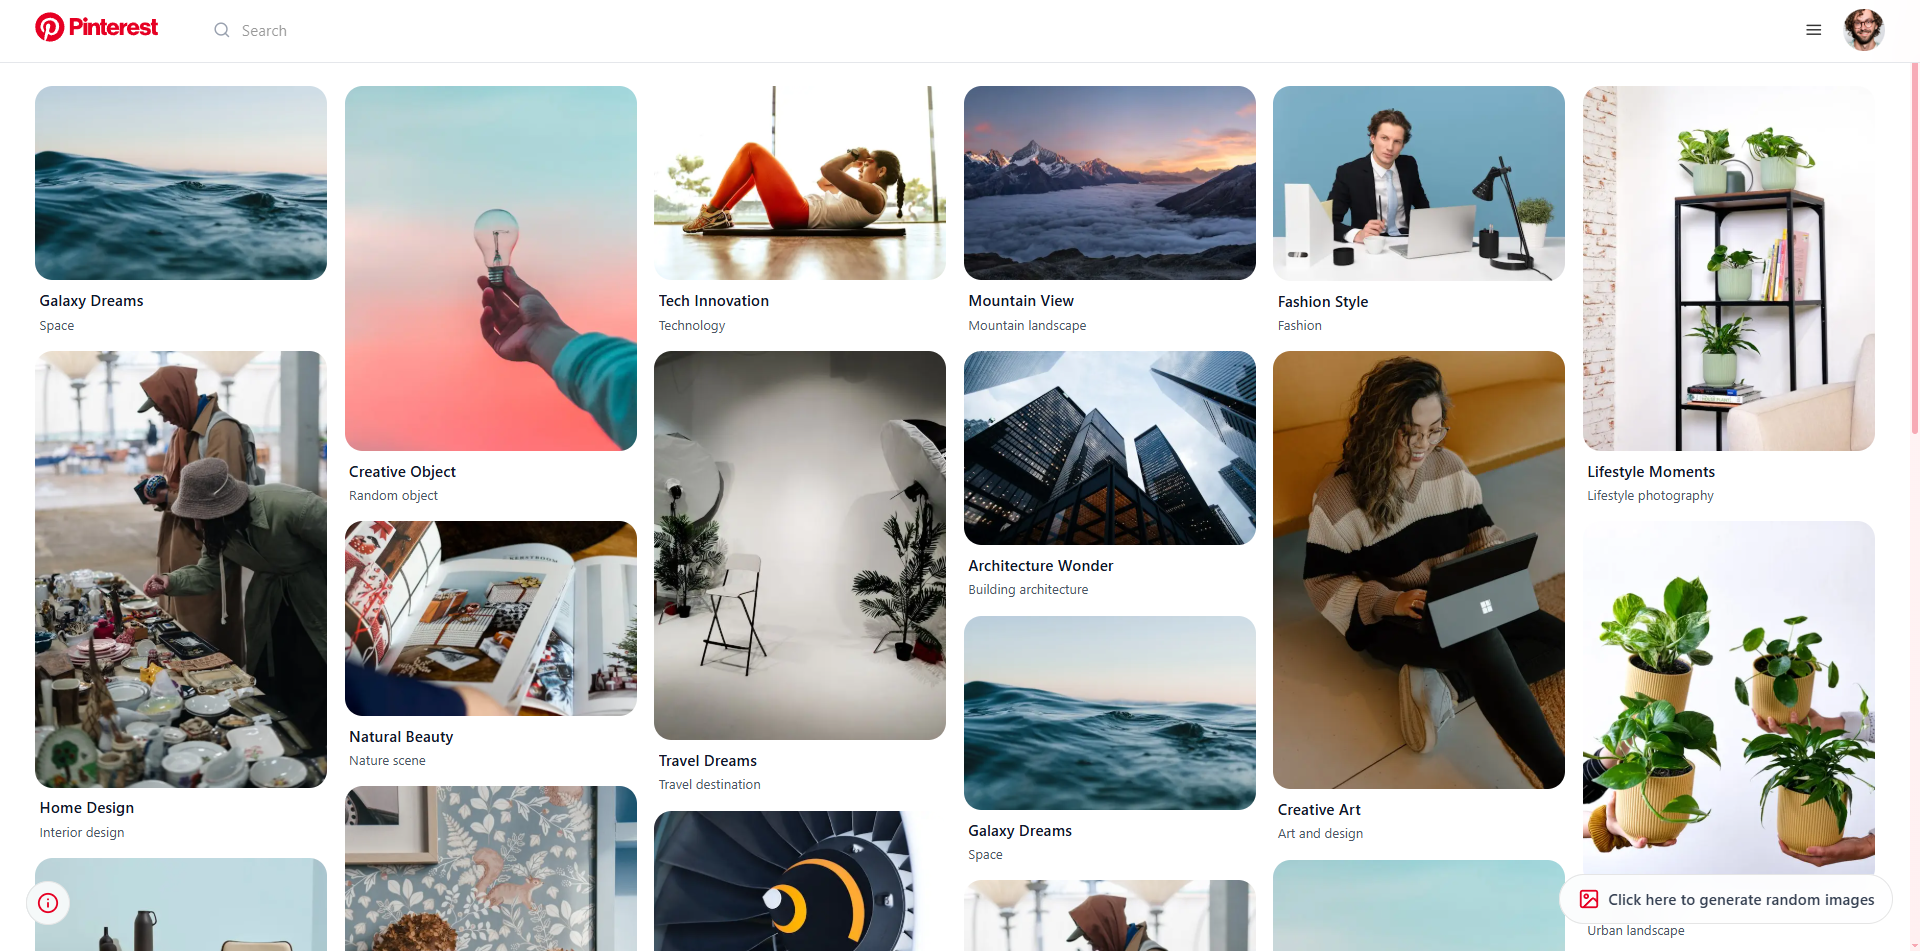 Pinterest
Search
Galaxy Dreams
Space
Home Design
Interior design
Creative Object
Random object
Natural Beauty
Nature scene
Tech Innovation
Technology
Travel Dreams
Travel destination
Mountain View
Mountain landscape
Architecture Wonder
Building architecture
Galaxy Dreams
Space
Fashion Style
Fashion
Creative Art
Art and design
Lifestyle Moments
Lifestyle photography
Click here to generate random images
Urban landscape